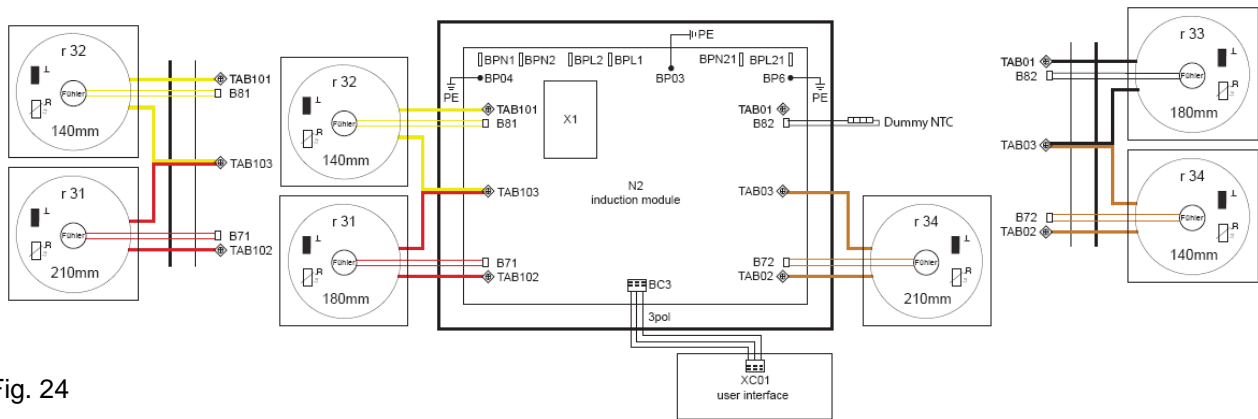 r 32
Fühler
140mm
r 31
Fühler
210mm
TAB101
B81
TAB103
B71
TAB102
r 32
Fühler
140mm
r 31
Fühler
180mm
BPN1 BPN2 BPL2 BPL1
PE
BP03
BPN21 BPL21
BP04
PE
BP6
PE
TAB101
B81
X1
TAB01
B82
Dummy NTC
TAB103
N2
induction module
TAB03
B71
TAB102
B72
TAB02
BC3
3pol
XC01
user interface
r 34
Fühler
210mm
TAB01
B82
TAB03
B72
TAB02
r 33
Fühler
180mm
r 34
Fühler
140mm
Fig. 24